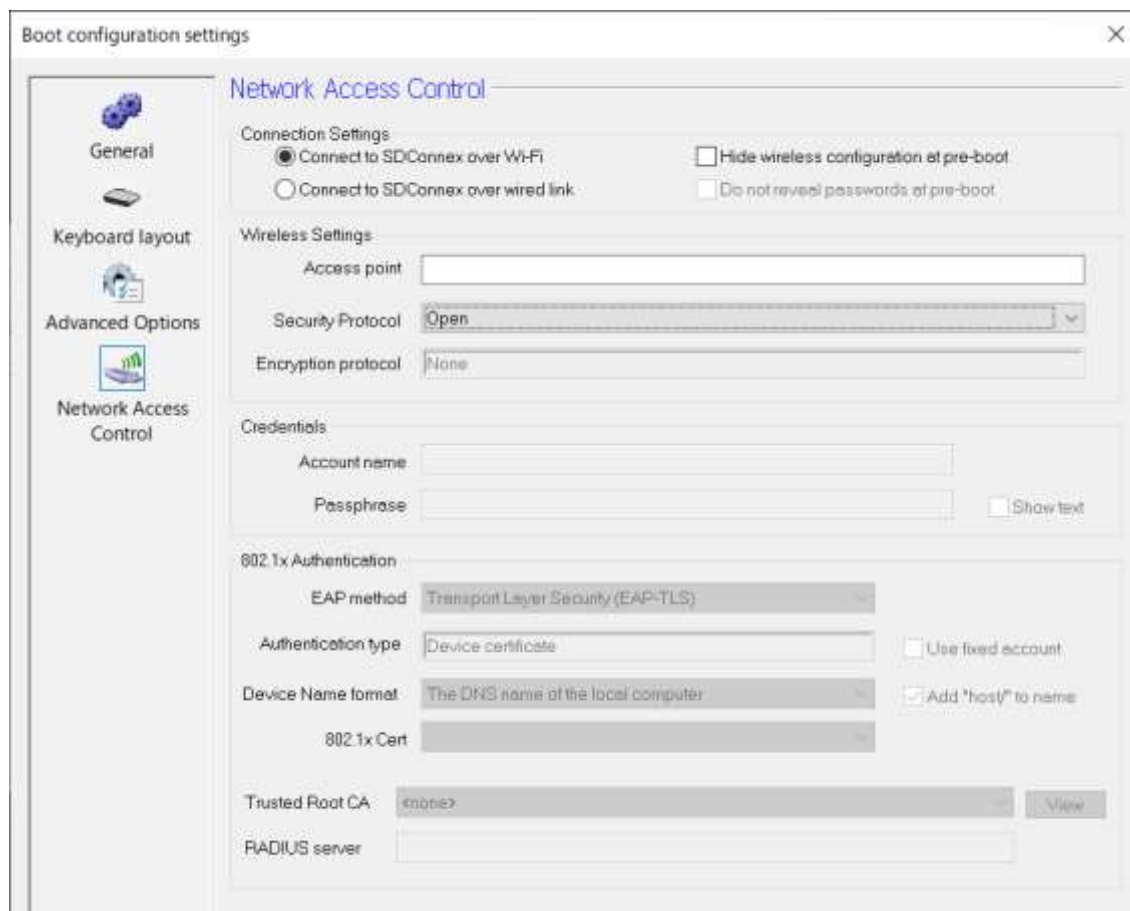 Boot configuration settings
General
Keyboard layout
Advanced Options
Network Access
Control
Network Access Control
Connection Settings
Connect to SDConnex over Wi-Fi
Hide wireless configuration at pre-boot
Connect to SDConnex over wired link
Do not reveal passwords at pre-boot
Wireless Settings
Access point
Security Protocol Open
Encryption protocol None
Credentials
Account name
Passphrase
Show text
802.1x Authentication
EAP method Transport Layer Security (EAP-TLS)
Authentication type Device certificate
Use fixed account
Device Name format The DNS name of the local computer
Add "host/" to name
802.1x Cert
Trusted Root CA <none>
View
RADIUS server